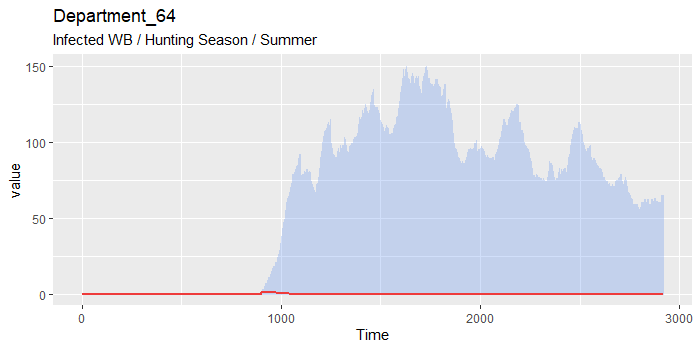 Department_64
Infected WB / Hunting Season / Summer
150
100
50
0
value
0 1000 2000 3000
Time